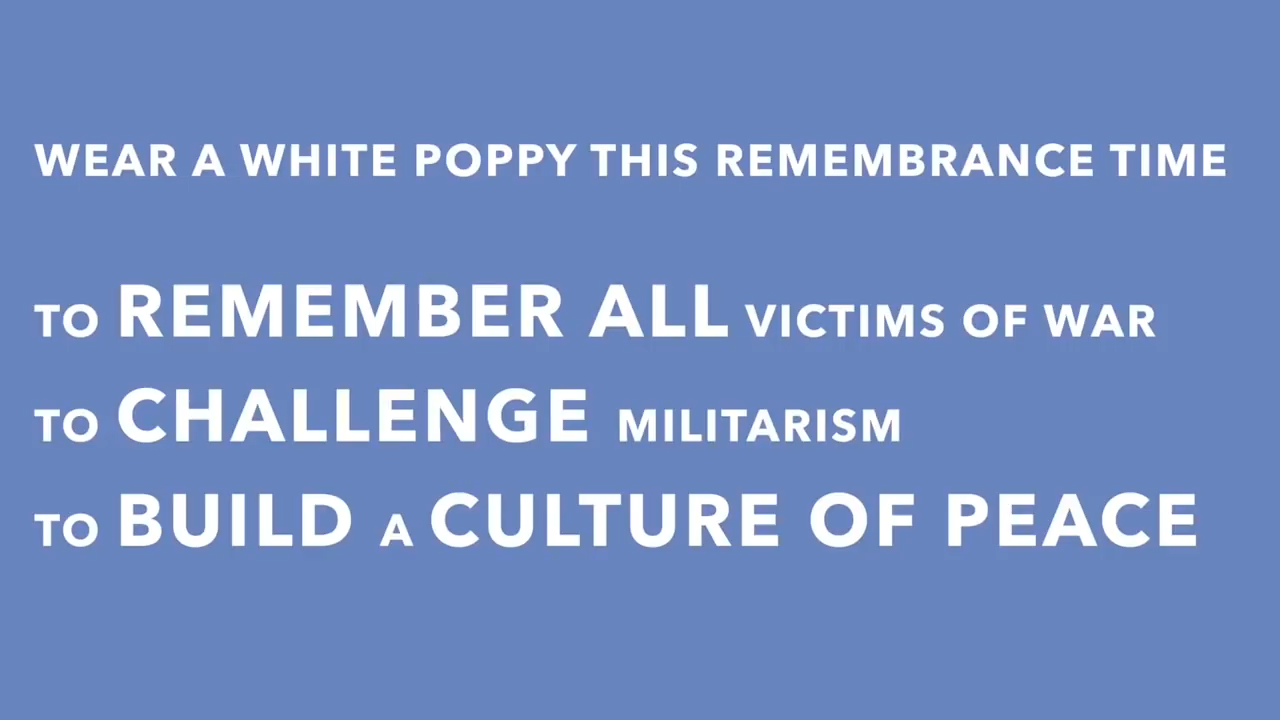 WEAR A WHITE POPPY THIS REMEMBRANCE TIME
TO REMEMBER ALL VICTIMS OF WAR
TO CHALLENGE MILITARISM
TO BUILD A CULTURE OF PEACE